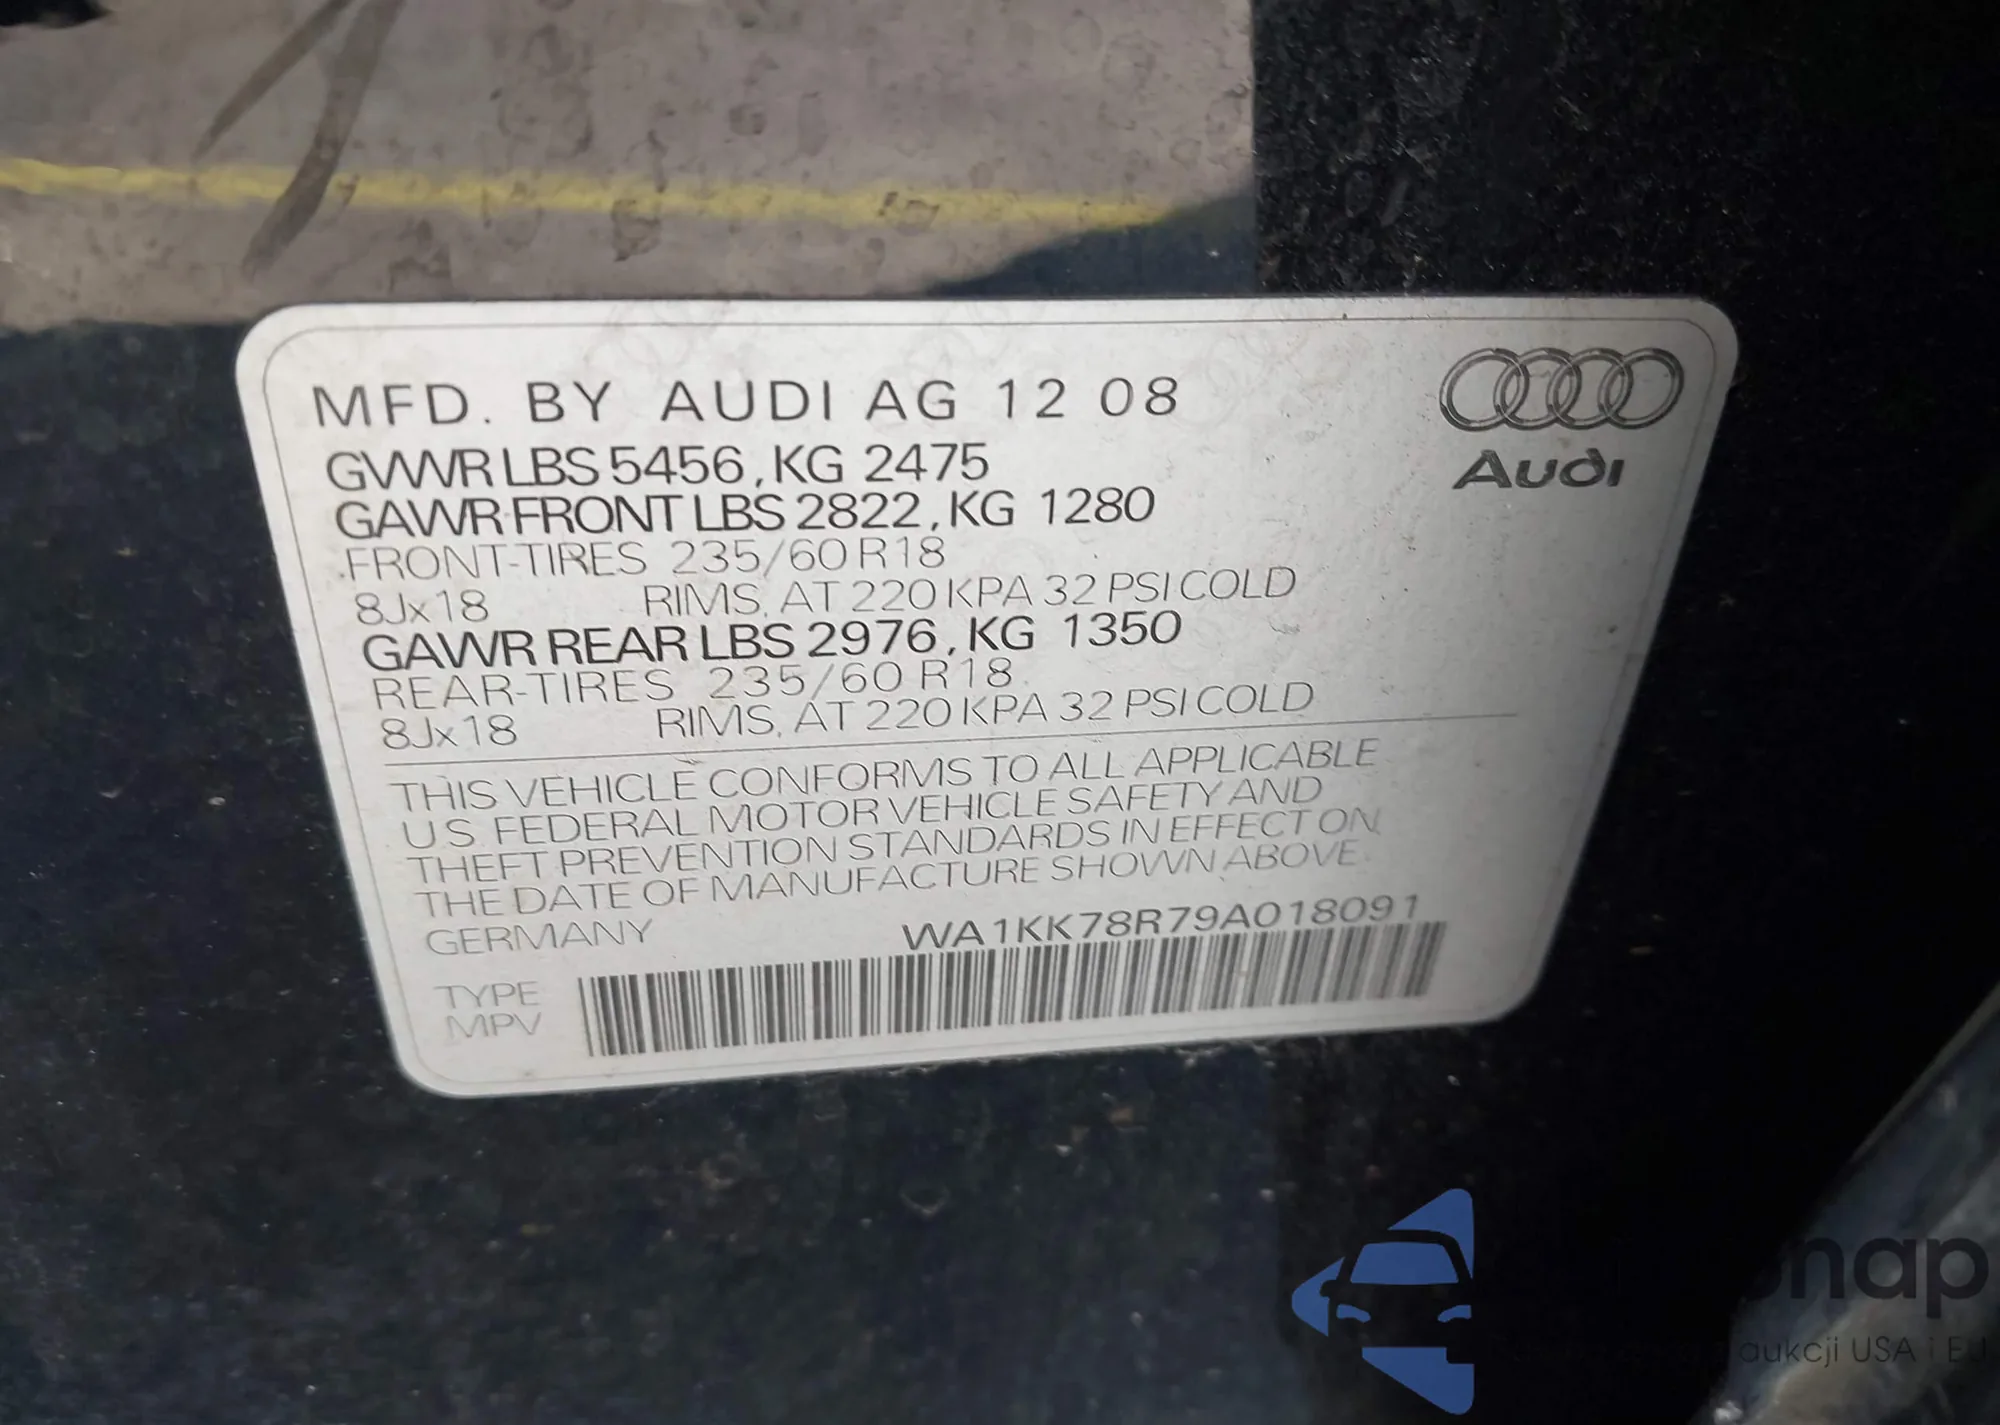 MFD. BY AUDI AG 12 08
GVWR LBS 5456, KG 2475
GAWR FRONT LBS 2822, KG 1280
FRONT-TIRES 235/60 R18
8Jx18 RIMS, AT 220 KPA 32 PSI COLD
GAWR REAR LBS 2976, KG 1350
REAR-TIRES 235/60 R18
8Jx18 RIMS, AT 220 KPA 32 PSI COLD
Audi
THIS VEHICLE CONFORMS TO ALL APPLICABLE
U.S. FEDERAL MOTOR VEHICLE SAFETY AND
THEFT PREVENTION STANDARDS IN EFFECT ON
THE DATE OF MANUFACTURE SHOWN ABOVE.
GERMANY WA1KK78R79A018091
TYPE
MPV
aukcji USA i EU